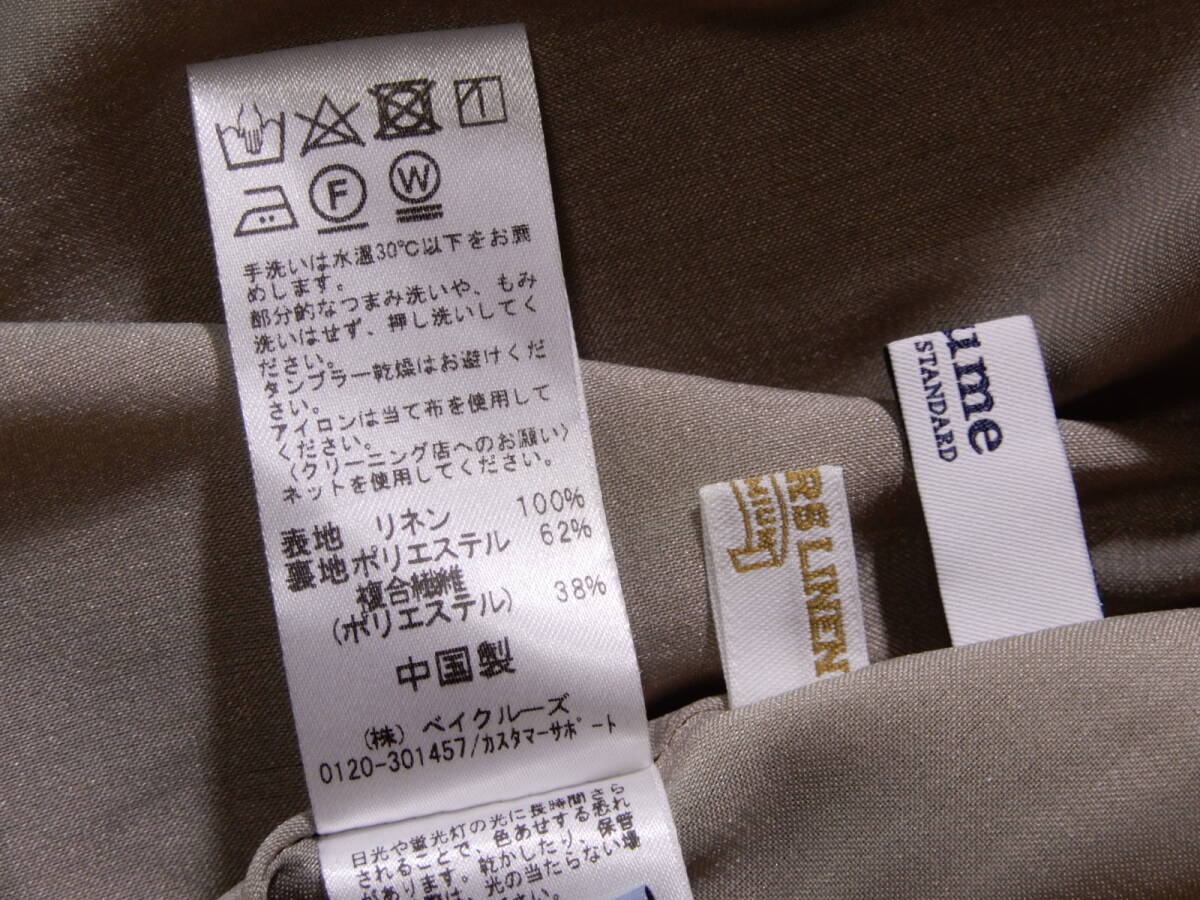 F W
手洗いは水温30℃以下をお薦
めします。
部分的なつまみ洗いや、もみ
洗いはせず、押し洗いしてく
ださい。
タンブラー乾燥はお避けくだ
さい。
アイロンは当て布を使用して
ください。
〈クリーニング店へのお願い〉
ネットを使用してください。
表地 リネン 100%
裏地ポリエステル 62%
複合繊維
(ポリエステル) 38%
中国製
(株) ベイクルーズ
0120-301457/カスタマーサポート
日光や蛍光灯の光に長時間さら
されることで、色あせする恐れ
があります。乾かしたり、保管
は、光の当たらない場
さい。
ume
STANDARD
RS LINEN
MIUM